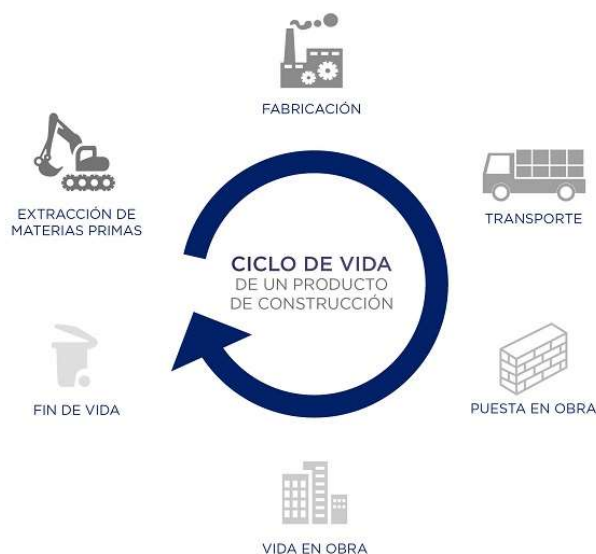 FABRICACIÓN
EXTRACCIÓN DE
MATERIAS PRIMAS
TRANSPORTE
CICLO DE VIDA
DE UN PRODUCTO
DE CONSTRUCCIÓN
FIN DE VIDA
PUESTA EN OBRA
VIDA EN OBRA